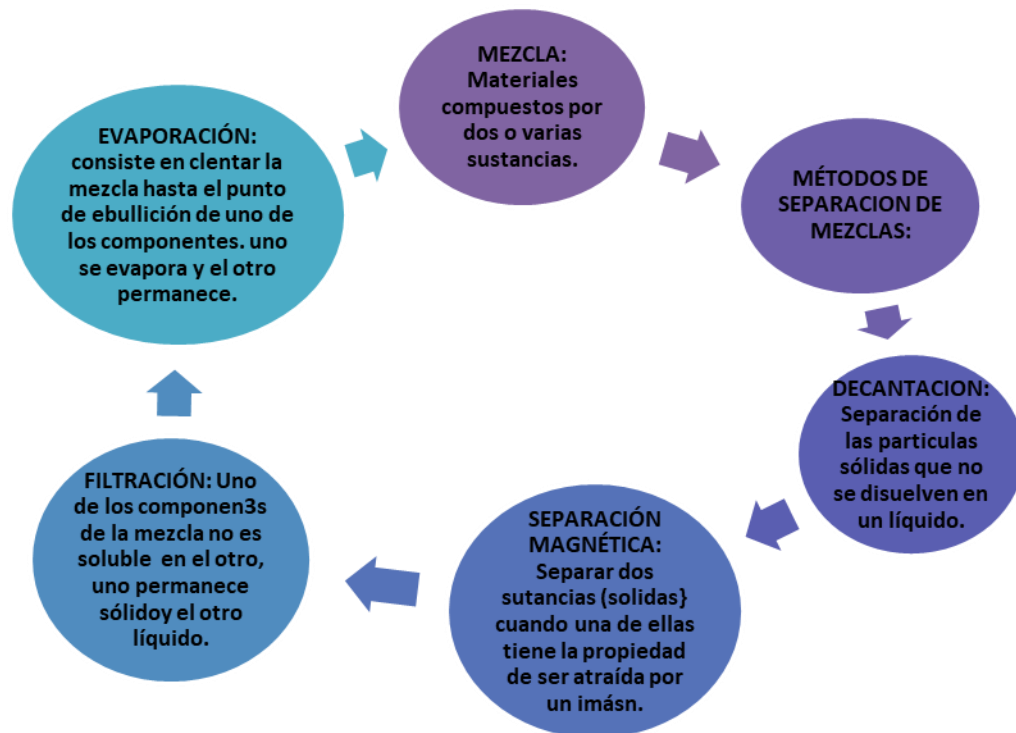 MEZCLA:
Materiales
compuestos por
dos o varias
sustancias.
MÉTODOS DE
SEPARACION DE
MEZCLAS:
DECANTACION:
Separación de
las particulas
sólidas que no
se disuelven en
un líquido.
SEPARACIÓN
MAGNÉTICA:
Separar dos
sutancias (solidas}
cuando una de ellas
tiene la propiedad
de ser atraída por
un imásn.
FILTRACIÓN: Uno
de los componen3s
de la mezcla no es
soluble en el otro,
uno permanece
sólidoy el otro
líquido.
EVAPORACIÓN:
consiste en clentar la
mezcla hasta el punto
de ebullición de uno de
los componentes. uno
se evapora y el otro
permanece.